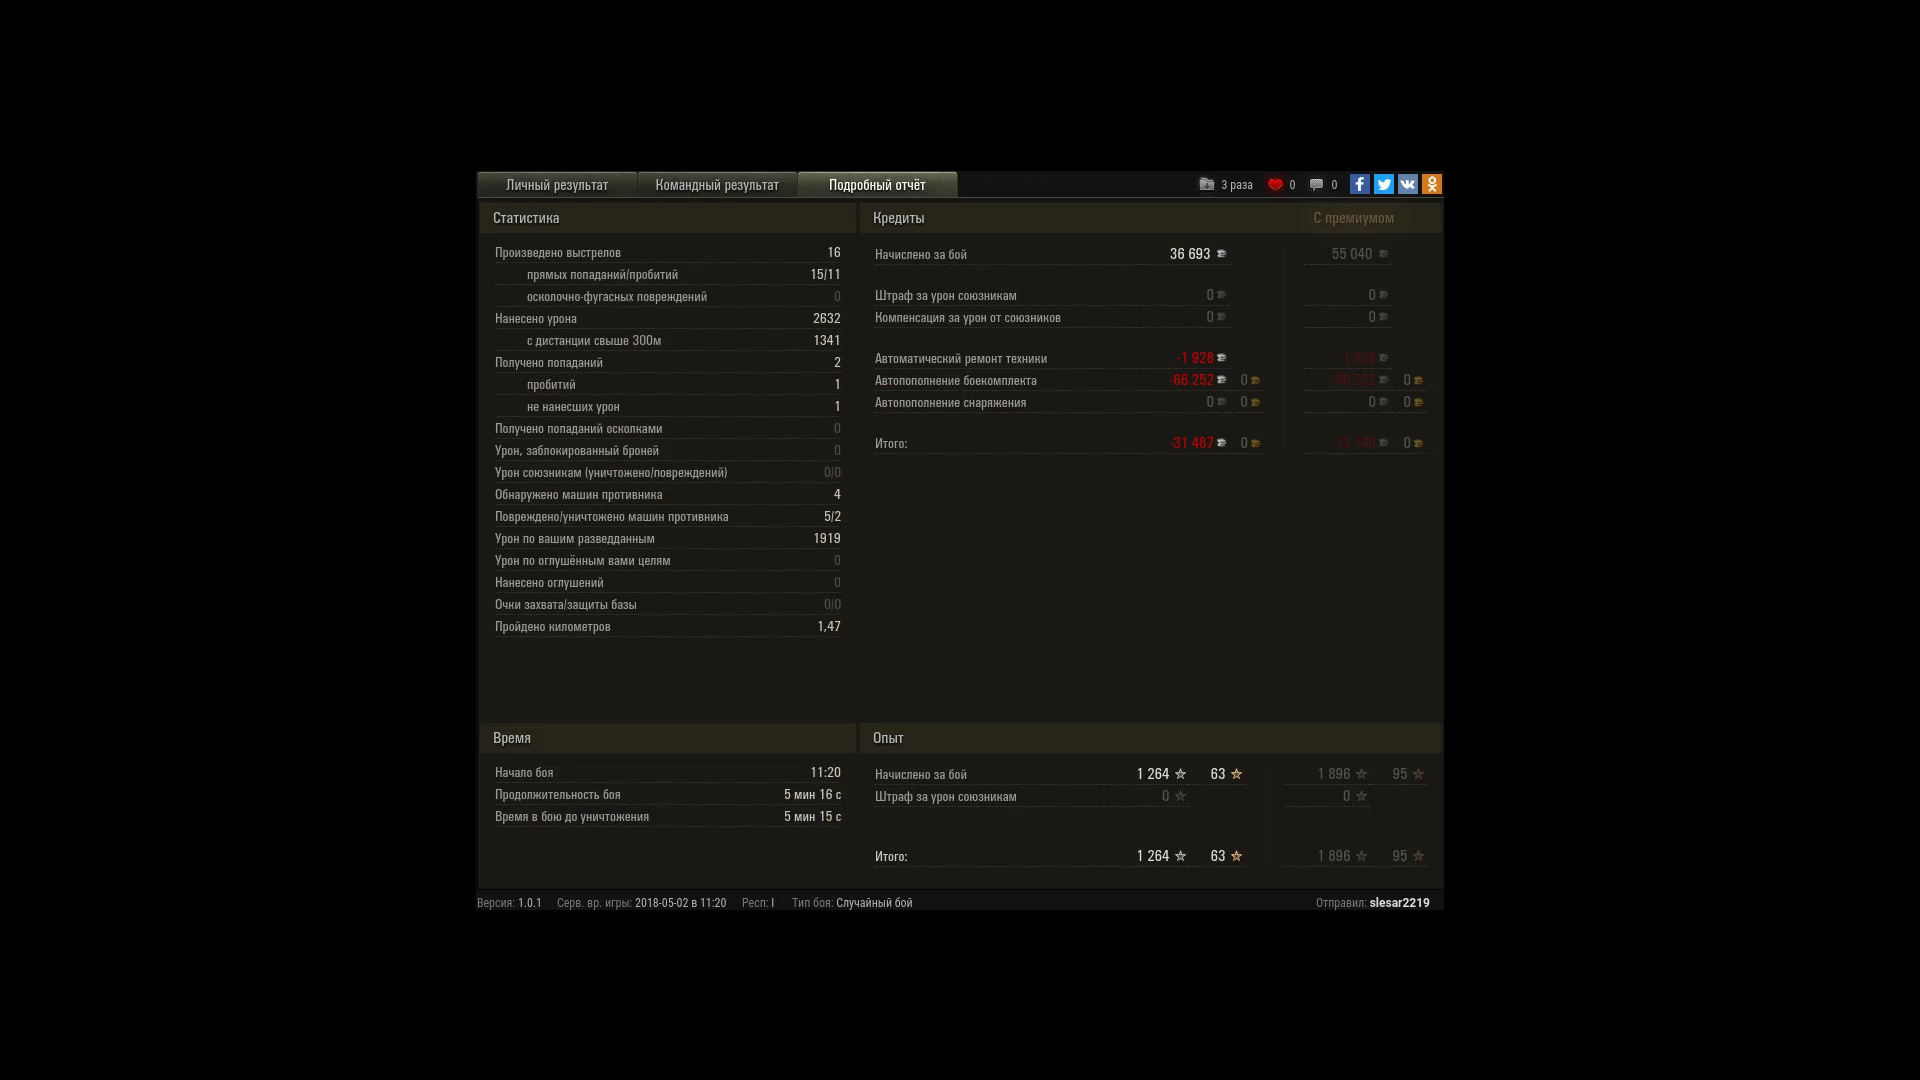 Личный результат Командный результат Подробный отчёт 3 раза 0 0
Статистика
Произведено выстрелов 16
прямых попаданий/пробитий 15/11
осколочно-фугасных повреждений 0
Нанесено урона 2632
с дистанции свыше 300м 1341
Получено попаданий 2
пробитий 1
не нанесших урон 1
Получено попаданий осколками 0
Урон, заблокированный броней 0
Урон союзникам (уничтожено/повреждений) 0/0
Обнаружено машин противника 4
Повреждено/уничтожено машин противника 5/2
Урон по вашим разведданным 1919
Урон по оглушённым вами целям 0
Нанесено оглушений 0
Очки захвата/защиты базы 0/0
Пройдено километров 1,47
Кредиты С премиумом
Начислено за бой 36 693 55 040
Штраф за урон союзникам 0 0
Компенсация за урон от союзников 0 0
Автоматический ремонт техники -1 928 -1 928
Автопополнение боекомплекта -66 252 0 -66 252 0
Автопополнение снаряжения 0 0 0 0
Итого: -31 487 0 -13 140 0
Время
Начало боя 11:20
Продолжительность боя 5 мин 16 с
Время в бою до уничтожения 5 мин 15 с
Опыт
Начислено за бой 1 264 63 1 896 95
Штраф за урон союзникам 0 0
Итого: 1 264 63 1 896 95
Версия: 1.0.1 Серв. вр. игры: 2018-05-02 в 11:20 Респ: I Тип боя: Случайный бой Отправил: slesar2219